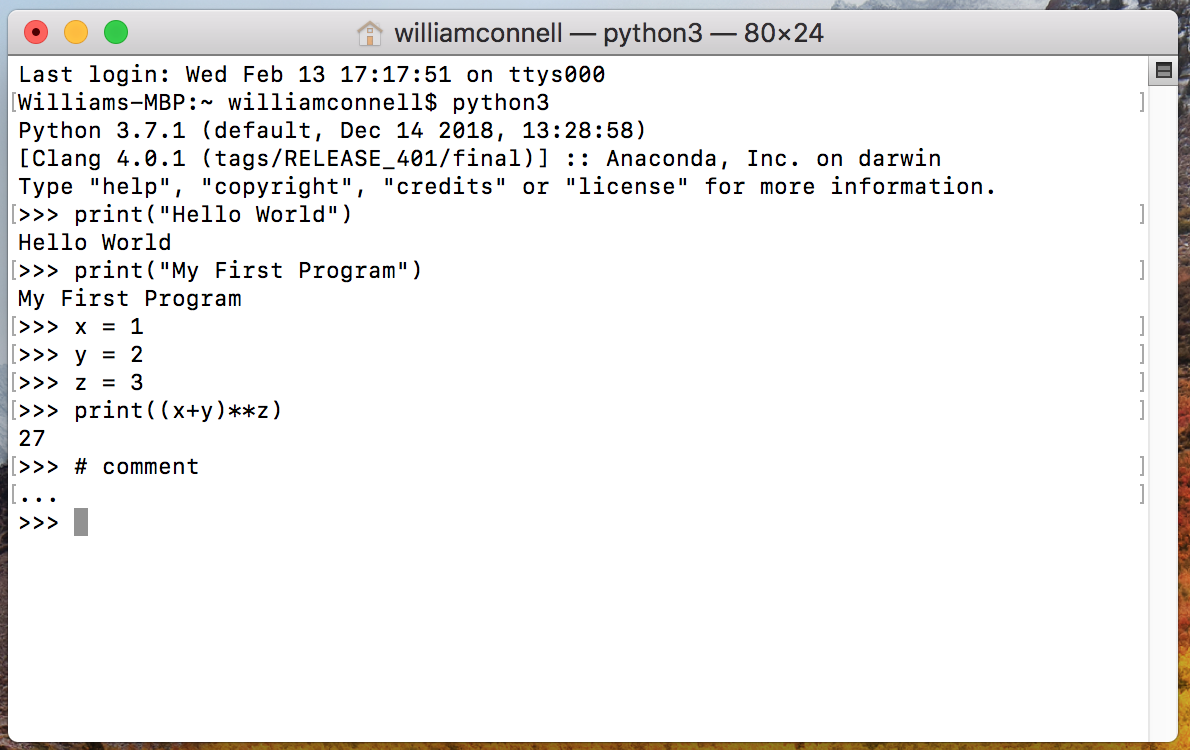 williamconnell — python3 — 80×24
Last login: Wed Feb 13 17:17:51 on ttys000
[Williams-MBP:~ williamconnell$ python3 ]
Python 3.7.1 (default, Dec 14 2018, 13:28:58)
[Clang 4.0.1 (tags/RELEASE_401/final)] :: Anaconda, Inc. on darwin
Type "help", "copyright", "credits" or "license" for more information.
[>>> print("Hello World") ]
Hello World
[>>> print("My First Program") ]
My First Program
[>>> x = 1 ]
[>>> y = 2 ]
[>>> z = 3 ]
[>>> print((x+y)**z) ]
27
[>>> # comment ]
[... ]
>>>